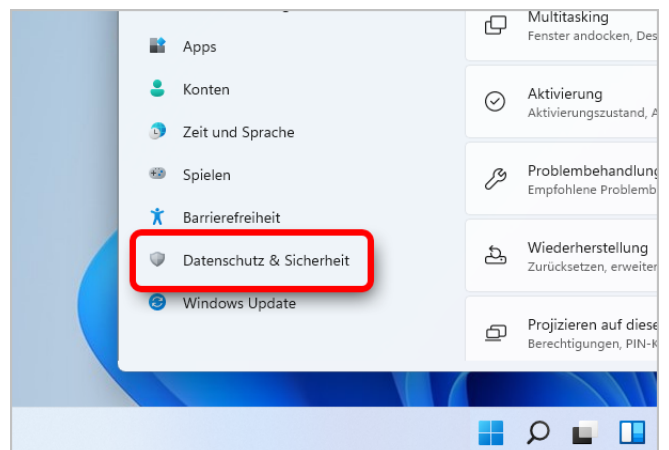 Apps
Konten
Zeit und Sprache
Spielen
Barrierefreiheit
Datenschutz & Sicherheit
Windows Update
Multitasking
Fenster andocken, Des
Aktivierung
Aktivierungszustand, A
Problembehandlung
Empfohlene Problemb
Wiederherstellung
Zurücksetzen, erweiter
Projizieren auf diese
Berechtigungen, PIN-K